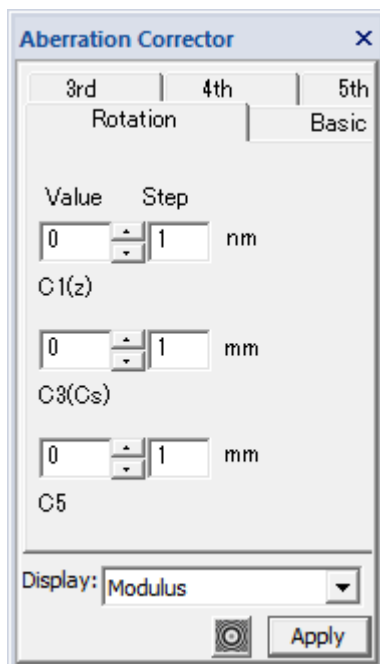 Aberration Corrector
3rd 4th 5th
Rotation Basic
Value Step
0 1 nm
C1(z)
0 1 mm
C3(Cs)
0 1 mm
C5
Display: Modulus
Apply